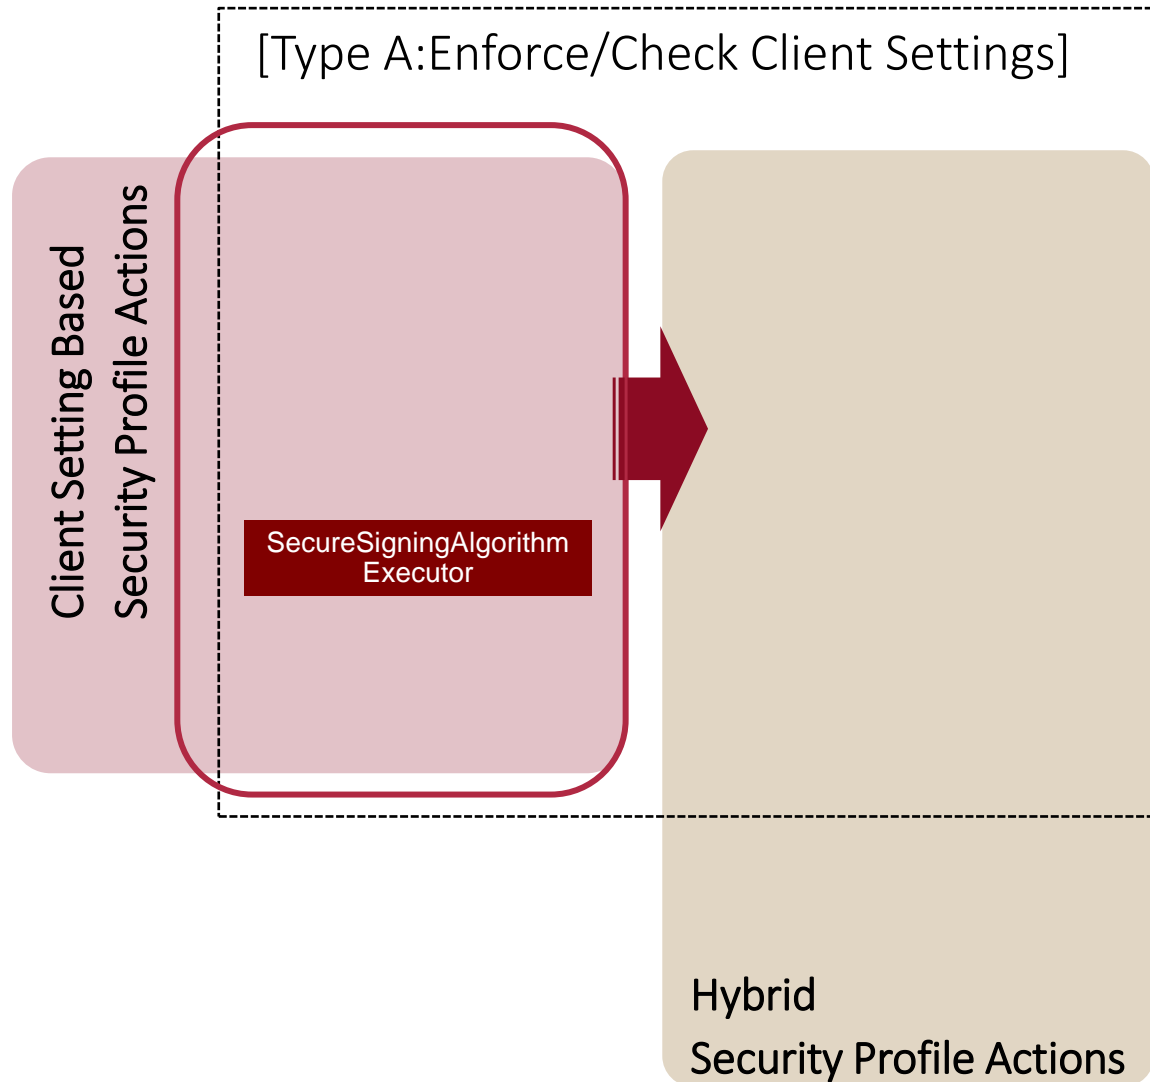 [Type A:Enforce/Check Client Settings]
Client Setting Based
Security Profile Actions
SecureSigningAlgorithm
Executor
Hybrid
Security Profile Actions